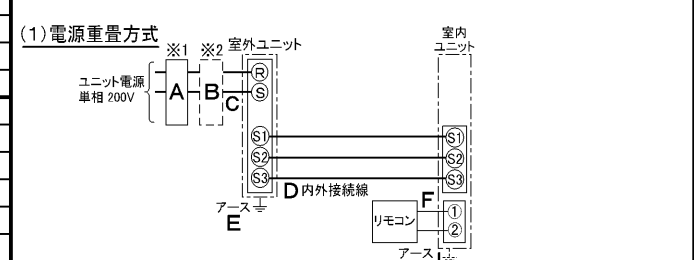 (1)電源重畳方式
※1
※2
室外ユニット
室内
ユニット
ユニット電源
単相 200V
A
B
C
R
S
S1
S2
S3
S1
S2
S3
D 内外接続線
アース
E
リモコン
F
1
2
アース